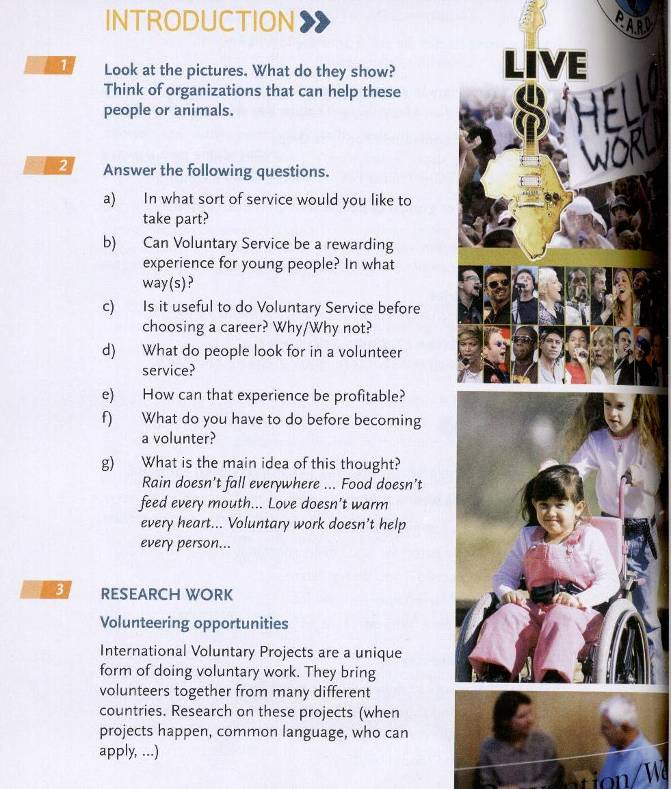 INTRODUCTION
P.A.R.D.
LIVE
8
HELLO
WORL
1
Look at the pictures. What do they show?
Think of organizations that can help these
people or animals.
2
Answer the following questions.
a) In what sort of service would you like to
take part?
b) Can Voluntary Service be a rewarding
experience for young people? In what
way(s)?
c) Is it useful to do Voluntary Service before
choosing a career? Why/Why not?
d) What do people look for in a volunteer
service?
e) How can that experience be profitable?
f) What do you have to do before becoming
a volunter?
g) What is the main idea of this thought?
Rain doesn't fall everywhere ... Food doesn't
feed every mouth... Love doesn't warm
every heart... Voluntary work doesn't help
every person...
3
RESEARCH WORK
Volunteering opportunities
International Voluntary Projects are a unique
form of doing voluntary work. They bring
volunteers together from many different
countries. Research on these projects (when
projects happen, common language, who can
apply, ...)